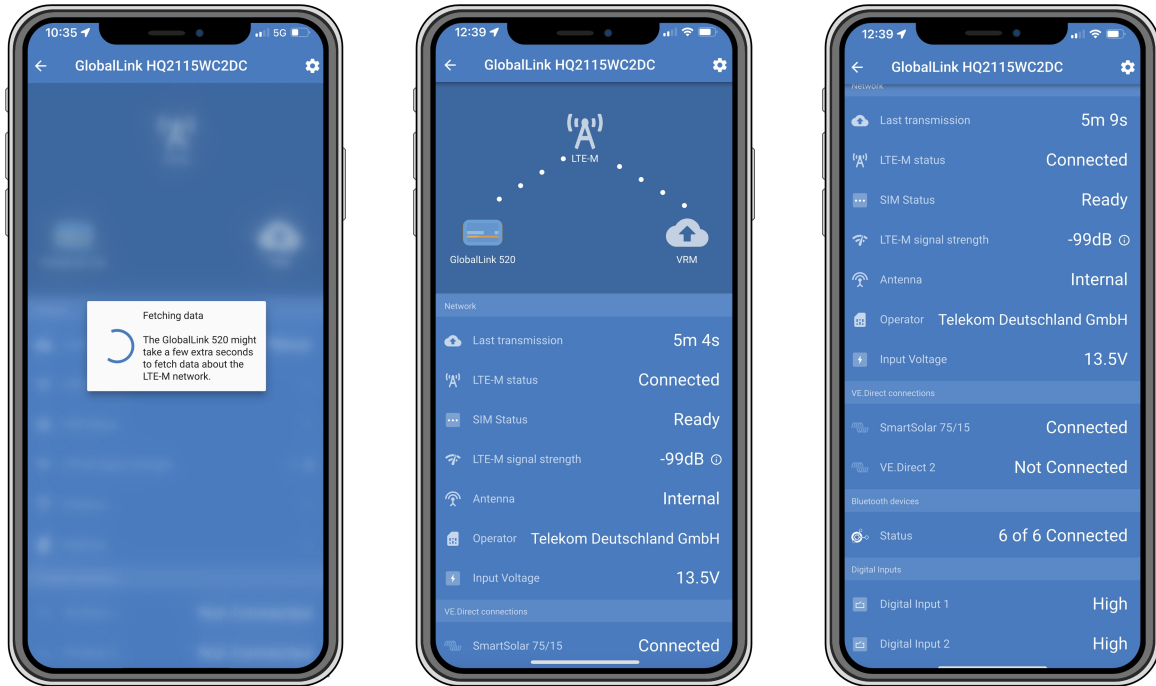 10:35
5G
GlobalLink HQ2115WC2DC
Fetching data
The GlobalLink 520 might
take a few extra seconds
to fetch data about the
LTE-M network.
12:39
GlobalLink HQ2115WC2DC
LTE-M
GlobalLink 520
VRM
Network
Last transmission 5m 4s
LTE-M status Connected
SIM Status Ready
LTE-M signal strength -99dB
Antenna Internal
Operator Telekom Deutschland GmbH
Input Voltage 13.5V
VE.Direct connections
SmartSolar 75/15 Connected
12:39
GlobalLink HQ2115WC2DC
Network
Last transmission 5m 9s
LTE-M status Connected
SIM Status Ready
LTE-M signal strength -99dB
Antenna Internal
Operator Telekom Deutschland GmbH
Input Voltage 13.5V
VE.Direct connections
SmartSolar 75/15 Connected
VE.Direct 2 Not Connected
Bluetooth devices
Status 6 of 6 Connected
Digital Inputs
Digital Input 1 High
Digital Input 2 High